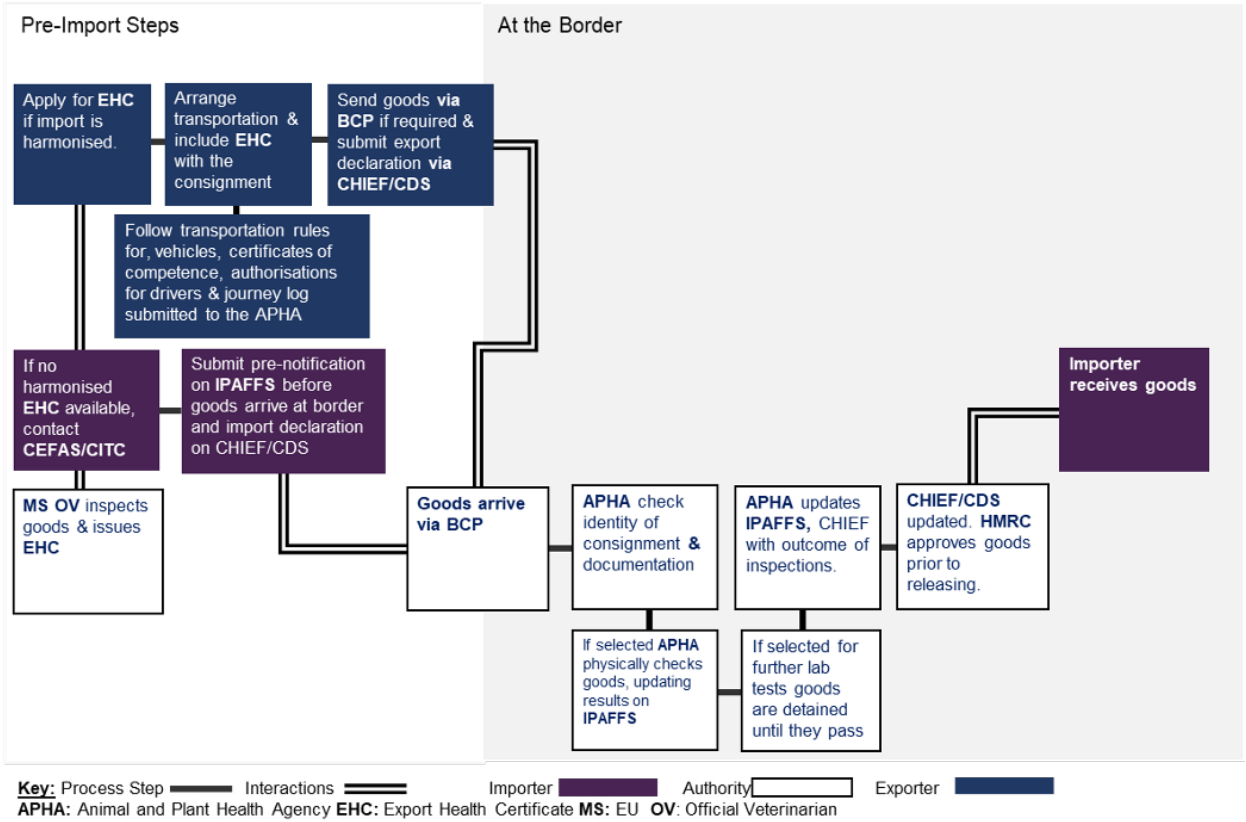 Pre-Import Steps
At the Border
Apply for EHC
if import is
harmonised.
Arrange
transportation &
include EHC
with the
consignment
Send goods via
BCP if required &
submit export
declaration via
CHIEF/CDS
Follow transportation rules
for, vehicles, certificates of
competence, authorisations
for drivers & journey log
submitted to the APHA
If no
harmonised
EHC available,
contact
CEFAS/CITC
Submit pre-notification
on IPAFFS before
goods arrive at border
and import declaration
on CHIEF/CDS
Importer
receives goods
MS OV inspects
goods & issues
EHC
Goods arrive
via BCP
APHA check
identity of
consignment &
documentation
APHA updates
IPAFFS, CHIEF
with outcome of
inspections.
CHIEF/CDS
updated. HMRC
approves goods
prior to
releasing.
If selected APHA
physically checks
goods, updating
results on
IPAFFS
If selected for
further lab
tests goods
are detained
until they pass
Key: Process Step Interactions Importer Authority Exporter
APHA: Animal and Plant Health Agency EHC: Export Health Certificate MS: EU OV: Official Veterinarian